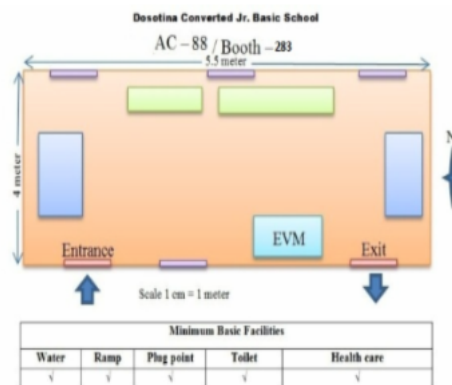 Dosotina Converted Jr. Basic School
AC - 88 / Booth - 283
5.5 meter
4 meter
N
EVM
Entrance
Exit
Scale 1 cm = 1 meter
Minimum Basic Facilities
Water Ramp Plug point Toilet Health care
√ √ √ √ √